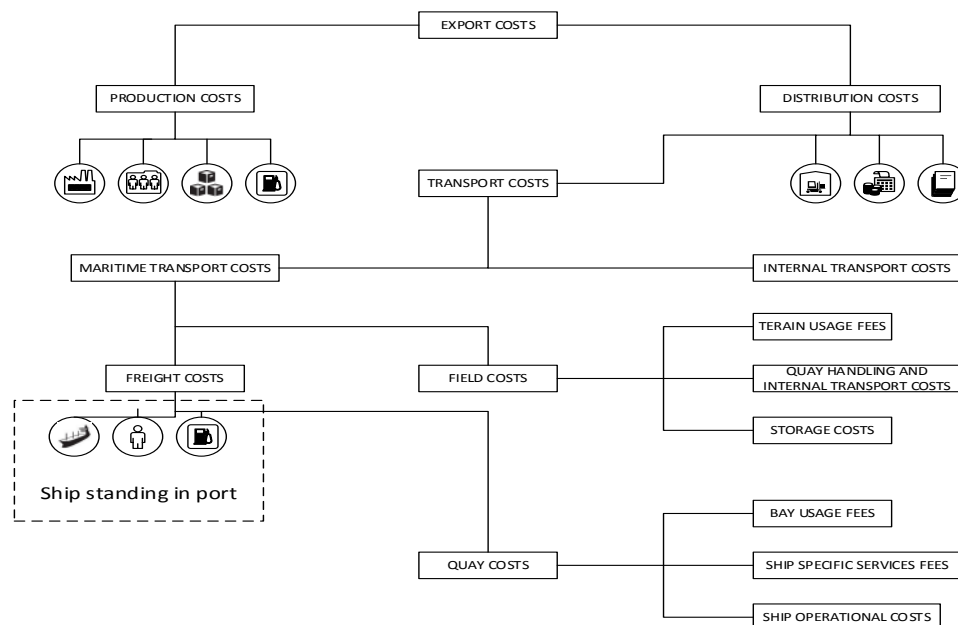 EXPORT COSTS
PRODUCTION COSTS
DISTRIBUTION COSTS
TRANSPORT COSTS
MARITIME TRANSPORT COSTS
INTERNAL TRANSPORT COSTS
TERAIN USAGE FEES
FREIGHT COSTS
FIELD COSTS
QUAY HANDLING AND
INTERNAL TRANSPORT COSTS
STORAGE COSTS
Ship standing in port
BAY USAGE FEES
QUAY COSTS
SHIP SPECIFIC SERVICES FEES
SHIP OPERATIONAL COSTS